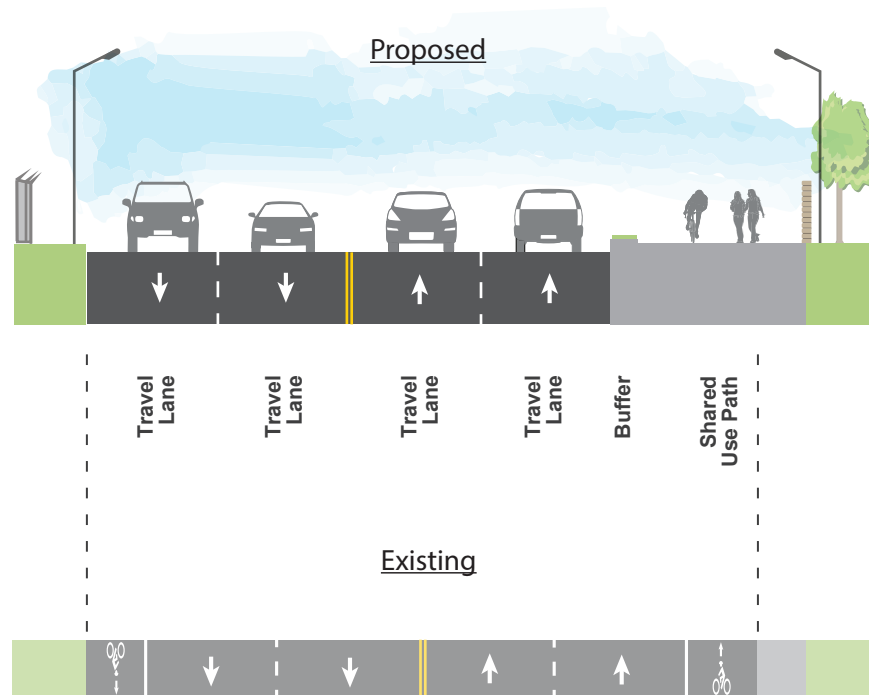 Proposed
Travel
Lane
Travel
Lane
Travel
Lane
Travel
Lane
Buffer
Shared
Use Path
Existing